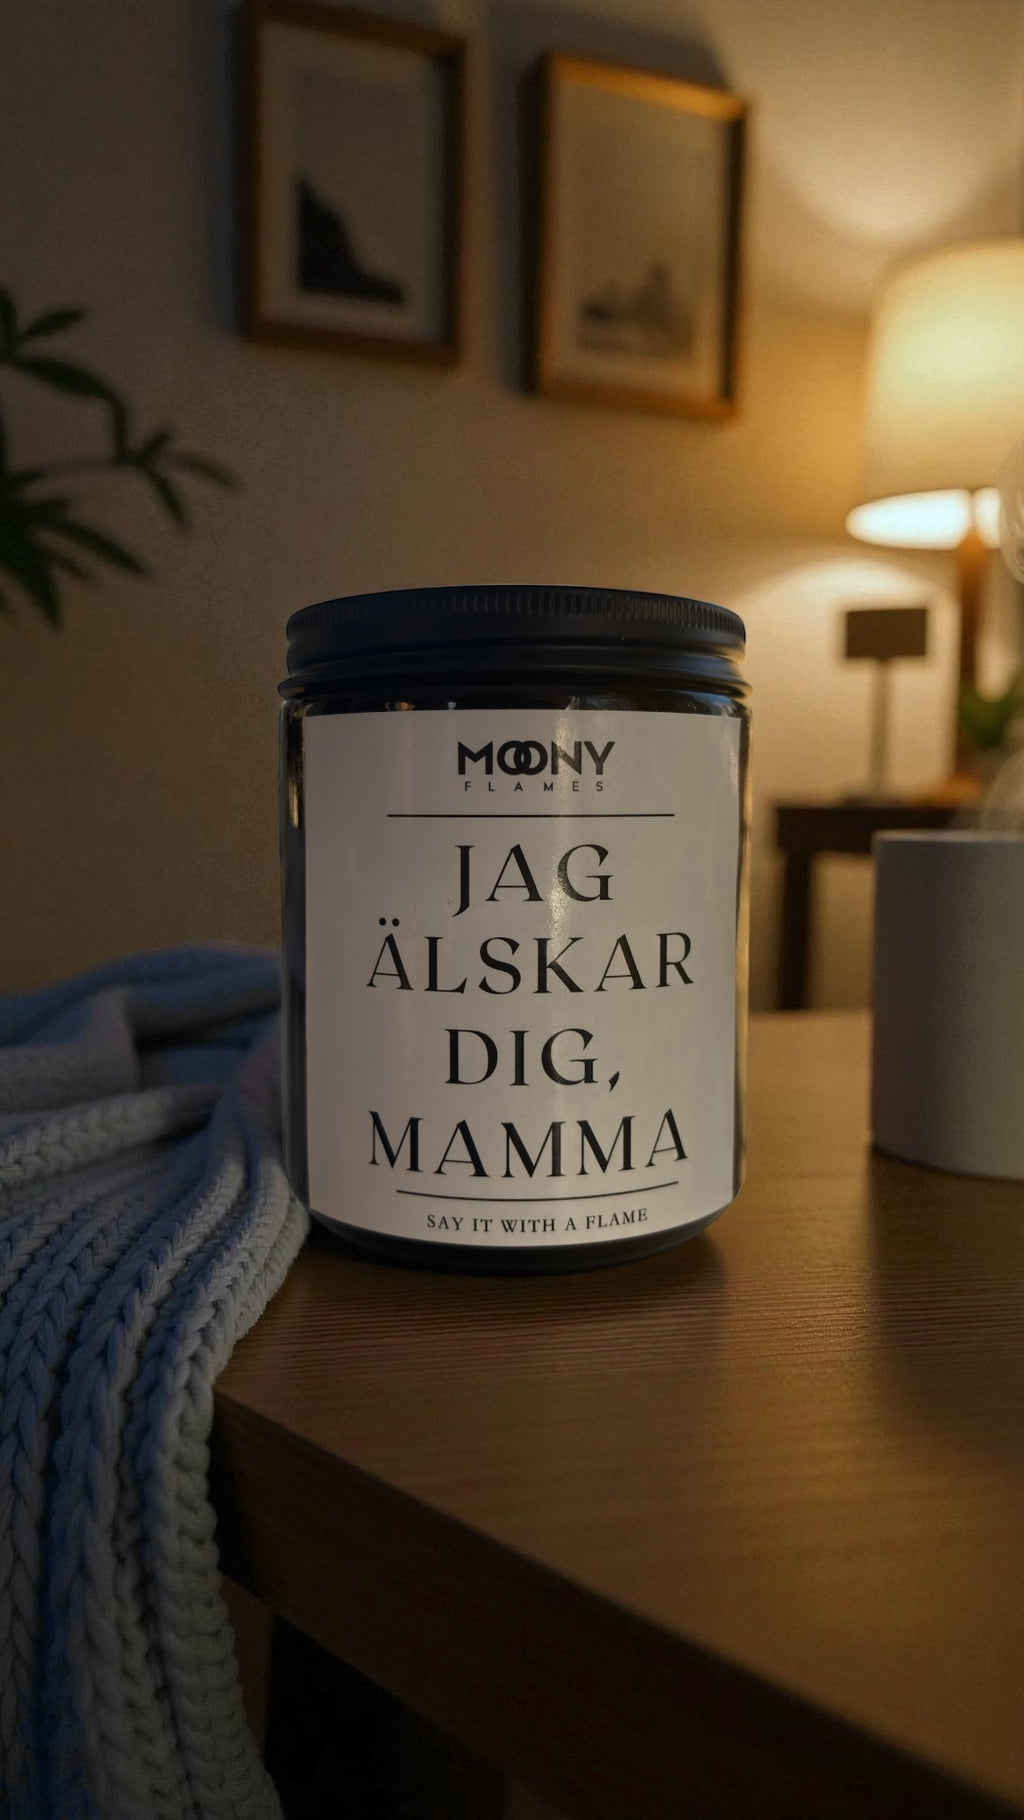 MOONY
FLAMES
JAG
ÄLSKAR
DIG,
MAMMA
SAY IT WITH A FLAME